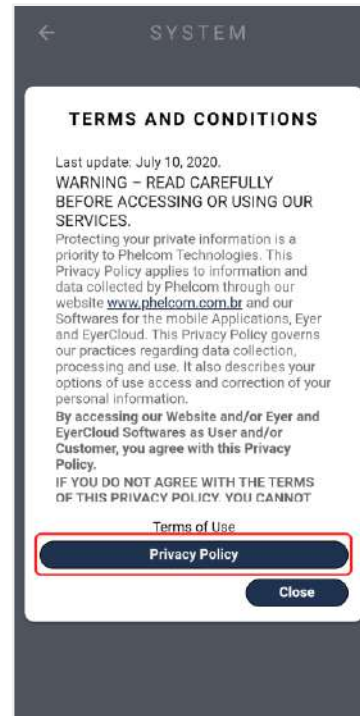 SYSTEM
TERMS AND CONDITIONS
Last update: July 10, 2020.
WARNING – READ CAREFULLY
BEFORE ACCESSING OR USING OUR
SERVICES.
Protecting your private information is a
priority to Phelcom Technologies. This
Privacy Policy applies to information and
data collected by Phelcom through our
website www.phelcom.com.br and our
Softwares for the mobile Applications, Eyer
and EyerCloud. This Privacy Policy governs
our practices regarding data collection,
processing and use. It also describes your
options of use access and correction of your
personal information.
By accessing our Website and/or Eyer and
EyerCloud Softwares as User and/or
Customer, you agree with this Privacy
Policy.
IF YOU DO NOT AGREE WITH THE TERMS
OF THIS PRIVACY POLICY, YOU CANNOT
Terms of Use
Privacy Policy
Close